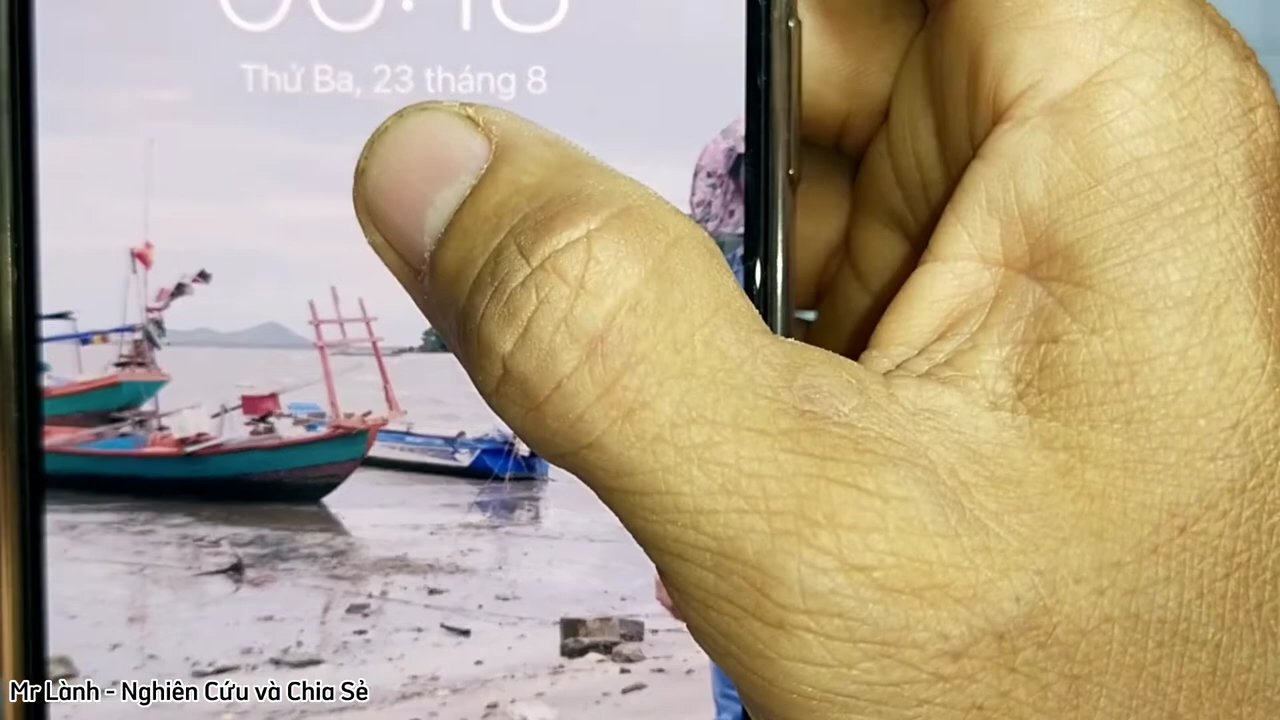 Thứ Ba, 23 tháng 8
Mr Lành - Nghiên Cứu và Chia Sẻ